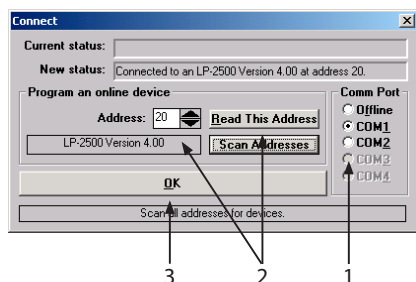 Connect
Current status:
New status: Connected to an LP-2500 Version 4.00 at address 20.
Program an online device
Address: 20 Read This Address
LP-2500 Version 4.00 Scan Addresses
Comm Port
Offline
COM1
COM2
COM3
COM4
OK
Scan all addresses for devices.
3 2 1